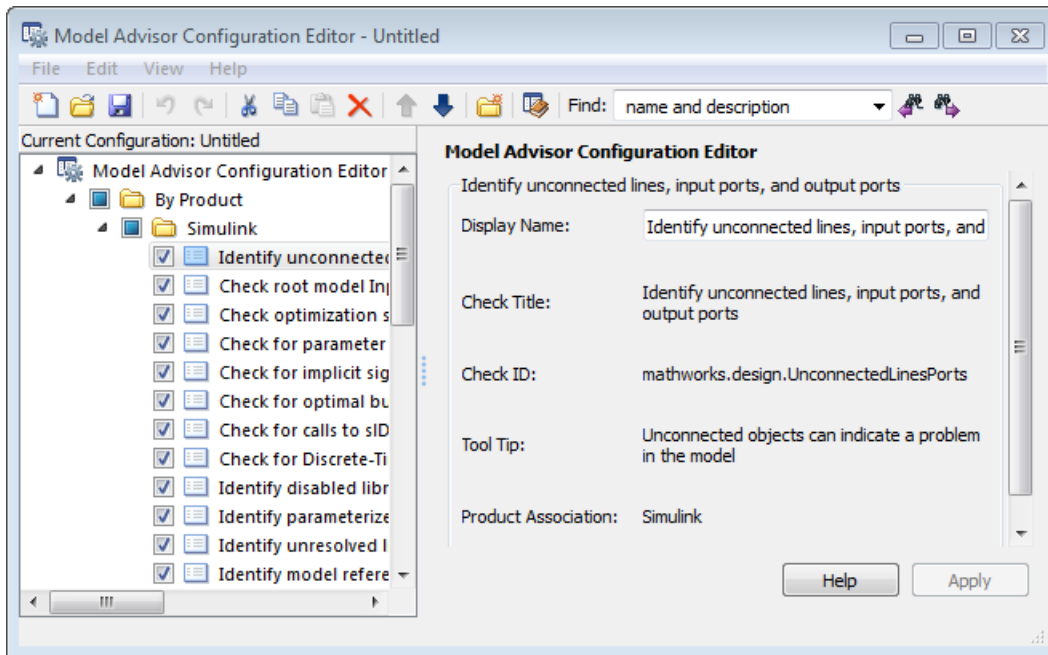 Model Advisor Configuration Editor - Untitled
File Edit View Help
Find: name and description
Current Configuration: Untitled
Model Advisor Configuration Editor
By Product
Simulink
Identify unconnected
Check root model Inp
Check optimization s
Check for parameter
Check for implicit sig
Check for optimal bu
Check for calls to sID
Check for Discrete-Ti
Identify disabled libr
Identify parameterize
Identify unresolved l
Identify model refere
Model Advisor Configuration Editor
Identify unconnected lines, input ports, and output ports
Display Name: Identify unconnected lines, input ports, and
Check Title: Identify unconnected lines, input ports, and
output ports
Check ID: mathworks.design.UnconnectedLinesPorts
Tool Tip: Unconnected objects can indicate a problem
in the model
Product Association: Simulink
Help Apply